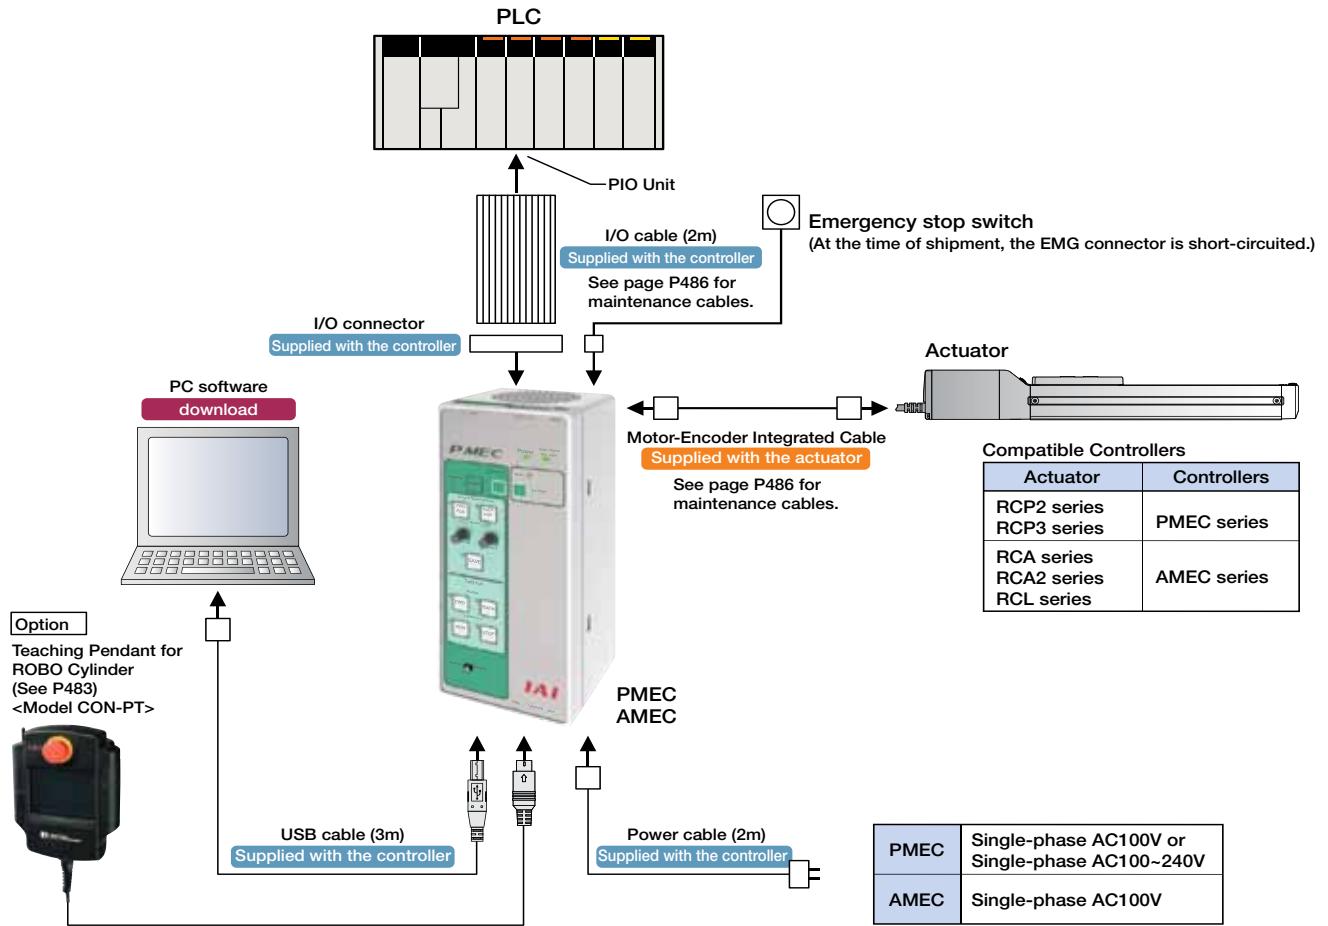 PLC
PIO Unit
Emergency stop switch
(At the time of shipment, the EMG connector is short-circuited.)
I/O cable (2m)
Supplied with the controller
See page P486 for
maintenance cables.
I/O connector
Supplied with the controller
PC software
download
Actuator
Motor-Encoder Integrated Cable
Supplied with the actuator
See page P486 for
maintenance cables.
Compatible Controllers
Actuator Controllers
RCP2 series
RCP3 series
PMEC series
RCA series
RCA2 series
RCL series
AMEC series
PMEC
SAVE
IAI
PMEC
AMEC
Option
Teaching Pendant for
ROBO Cylinder
(See P483)
<Model CON-PT>
USB cable (3m)
Supplied with the controller
Power cable (2m)
Supplied with the controller
PMEC
Single-phase AC100V or
Single-phase AC100~240V
AMEC
Single-phase AC100V